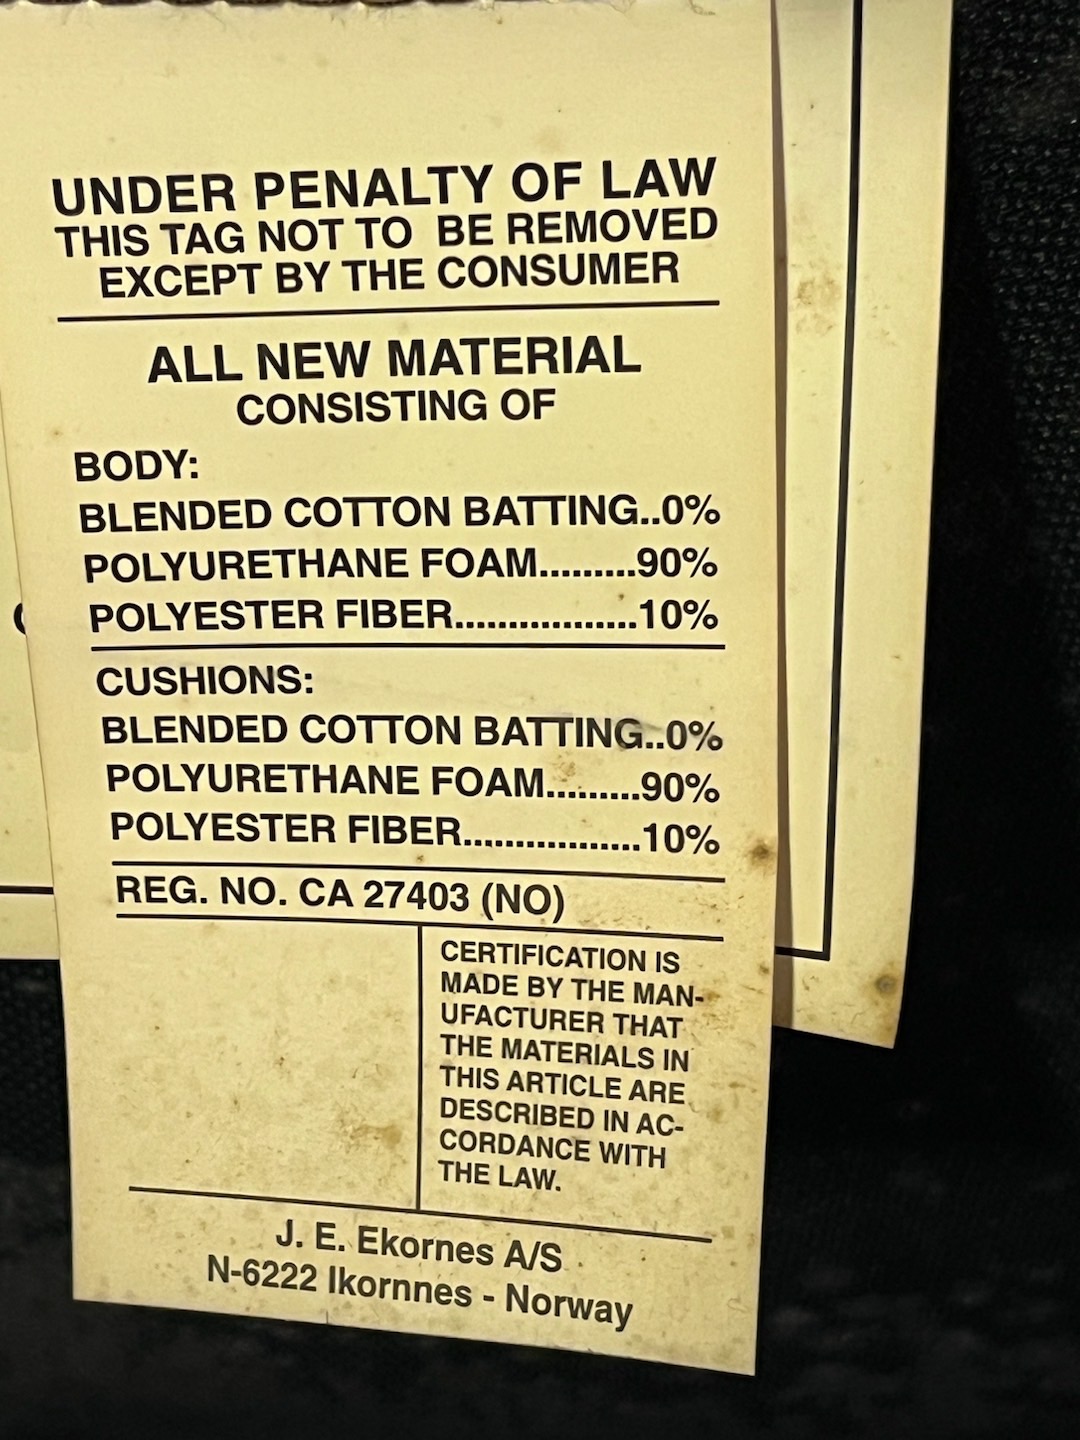 UNDER PENALTY OF LAW
THIS TAG NOT TO BE REMOVED
EXCEPT BY THE CONSUMER
ALL NEW MATERIAL
CONSISTING OF
BODY:
BLENDED COTTON BATTING..0%
POLYURETHANE FOAM.........90%
POLYESTER FIBER.................10%
CUSHIONS:
BLENDED COTTON BATTING..0%
POLYURETHANE FOAM.........90%
POLYESTER FIBER.................10%
REG. NO. CA 27403 (NO)
CERTIFICATION IS
MADE BY THE MAN-
UFACTURER THAT
THE MATERIALS IN
THIS ARTICLE ARE
DESCRIBED IN AC-
CORDANCE WITH
THE LAW.
J. E. Ekornes A/S
N-6222 Ikornnes - Norway